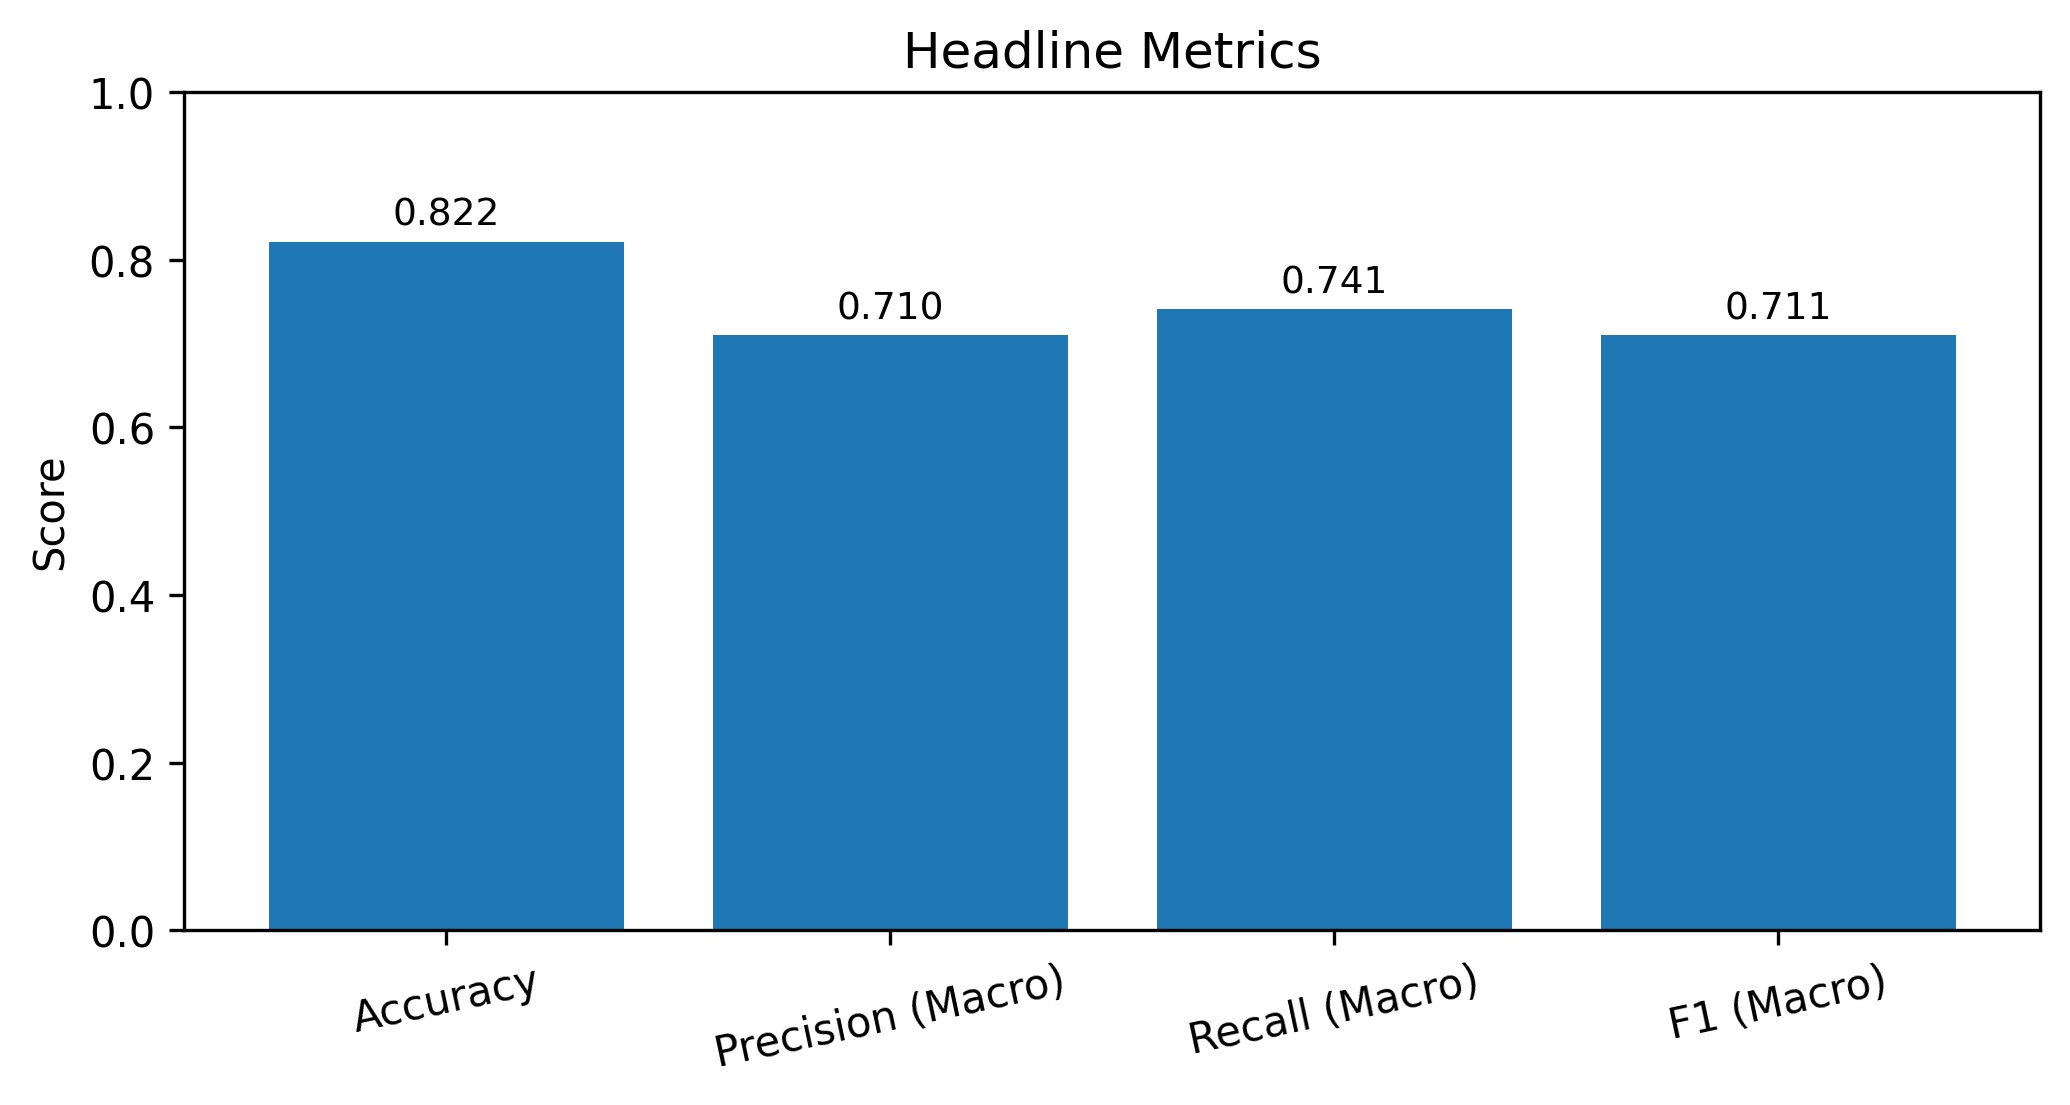 Headline Metrics
1.0
0.8
0.6
0.4
0.2
0.0
Score
0.822
0.710
0.741
0.711
Accuracy
Precision (Macro)
Recall (Macro)
F1 (Macro)